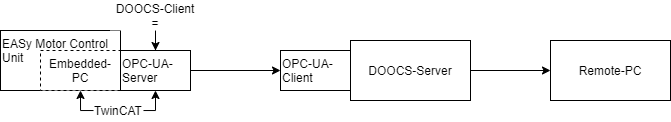 DOOCS-Client
=
EASy Motor Control
Unit
Embedded-
PC
OPC-UA-
Server
TwinCAT
OPC-UA-
Client
DOOCS-Server
Remote-PC